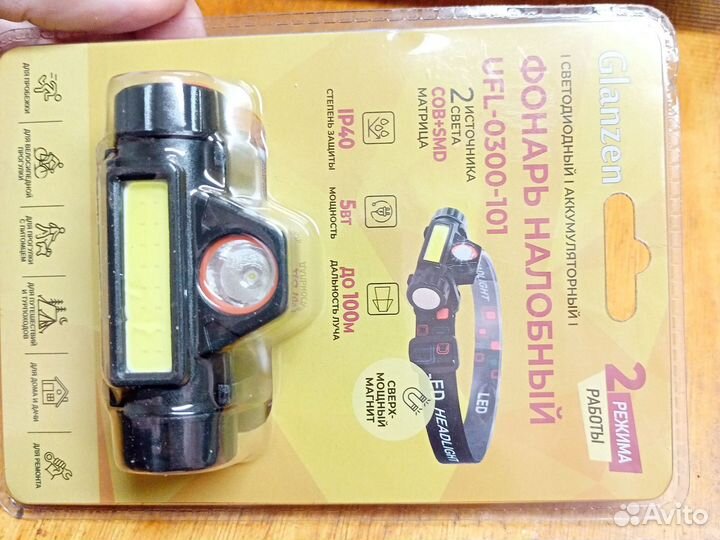 Glanzen
| СВЕТОДИОДНЫЙ | АККУМУЛЯТОРНЫЙ |
ФОНАРЬ НАЛОБНЫЙ
UFL-0300-101
2 ИСТОЧНИКА
СВЕТА
COB+SMD
МАТРИЦА
2 РЕЖИМА
РАБОТЫ
IP40
СТЕПЕНЬ ЗАЩИТЫ
5ВТ
МОЩНОСТЬ
ДО 100М
ДАЛЬНОСТЬ ЛУЧА
СВЕРХ-
МОЩНЫЙ
МАГНИТ
LED HEADLIGHT
LED
ДЛЯ ПРОБЕЖКИ
ДЛЯ ВЕЛОСИПЕДНОЙ
ПРОГУЛКИ
ДЛЯ ПРОГУЛКИ
С ПИТОМЦЕМ
ДЛЯ ПУТЕШЕСТВИЙ
И ТУРПОХОДОВ
ДЛЯ ДОМА И ДАЧИ
ДЛЯ РЕМОНТА
Avito